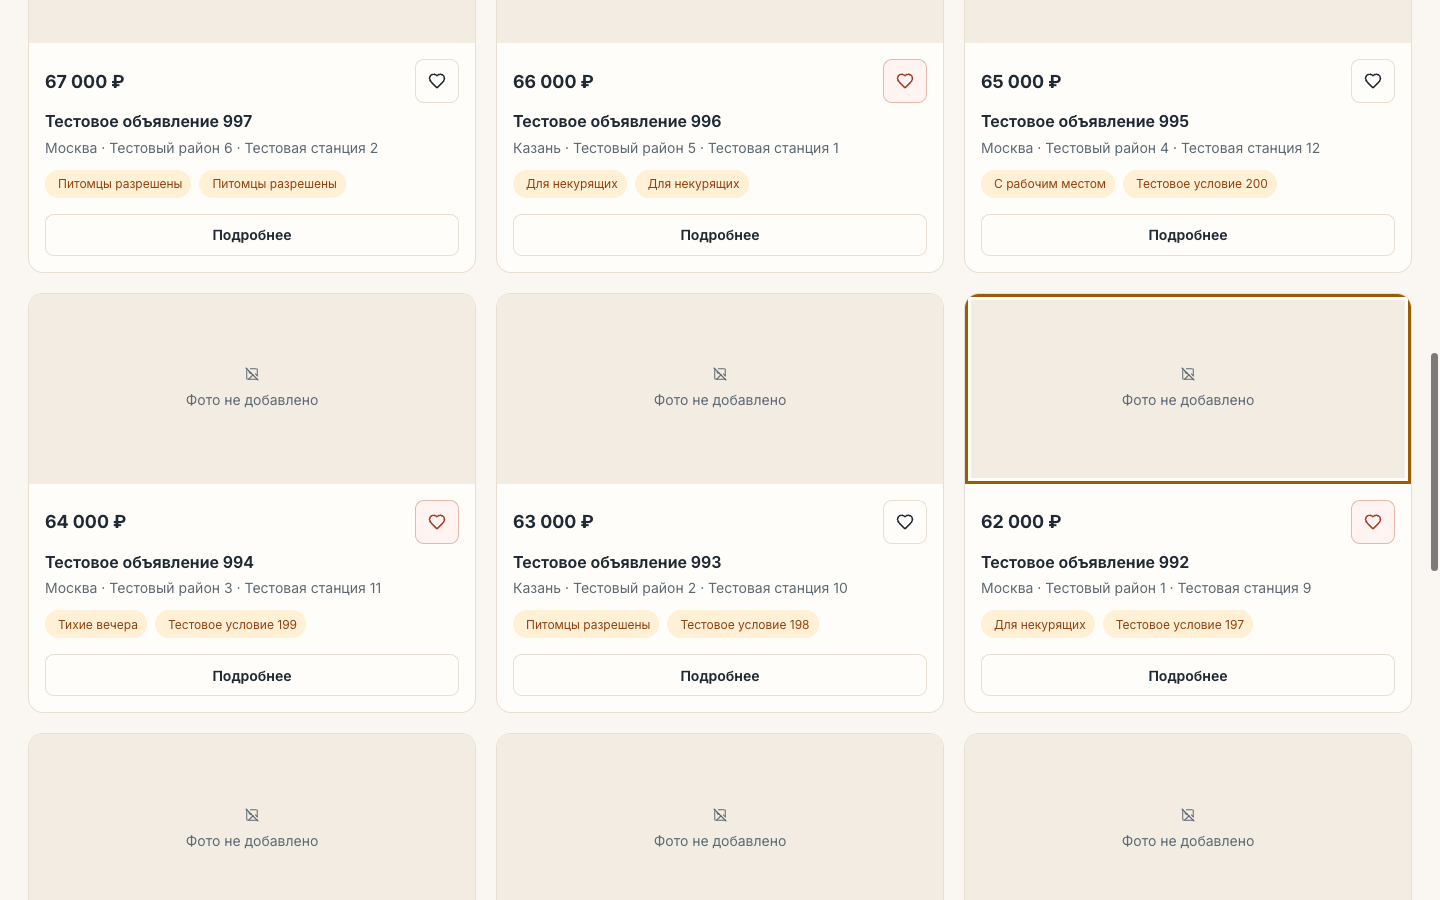 67 000 ₽
Тестовое объявление 997
Москва · Тестовый район 6 · Тестовая станция 2
Питомцы разрешены Питомцы разрешены
Подробнее
66 000 ₽
Тестовое объявление 996
Казань · Тестовый район 5 · Тестовая станция 1
Для некурящих Для некурящих
Подробнее
65 000 ₽
Тестовое объявление 995
Москва · Тестовый район 4 · Тестовая станция 12
С рабочим местом Тестовое условие 200
Подробнее
Фото не добавлено
64 000 ₽
Тестовое объявление 994
Москва · Тестовый район 3 · Тестовая станция 11
Тихие вечера Тестовое условие 199
Подробнее
Фото не добавлено
63 000 ₽
Тестовое объявление 993
Казань · Тестовый район 2 · Тестовая станция 10
Питомцы разрешены Тестовое условие 198
Подробнее
Фото не добавлено
62 000 ₽
Тестовое объявление 992
Москва · Тестовый район 1 · Тестовая станция 9
Для некурящих Тестовое условие 197
Подробнее
Фото не добавлено
Фото не добавлено
Фото не добавлено